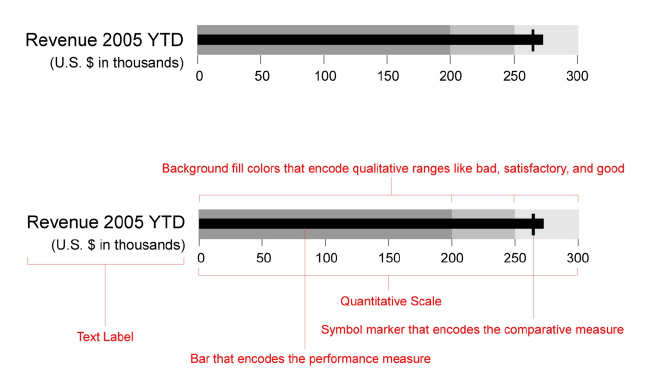 Revenue 2005 YTD
(U.S. $ in thousands)
0 50 100 150 200 250 300
Background fill colors that encode qualitative ranges like bad, satisfactory, and good
Revenue 2005 YTD
(U.S. $ in thousands)
0 50 100 150 200 250 300
Quantitative Scale
Symbol marker that encodes the comparative measure
Text Label
Bar that encodes the performance measure